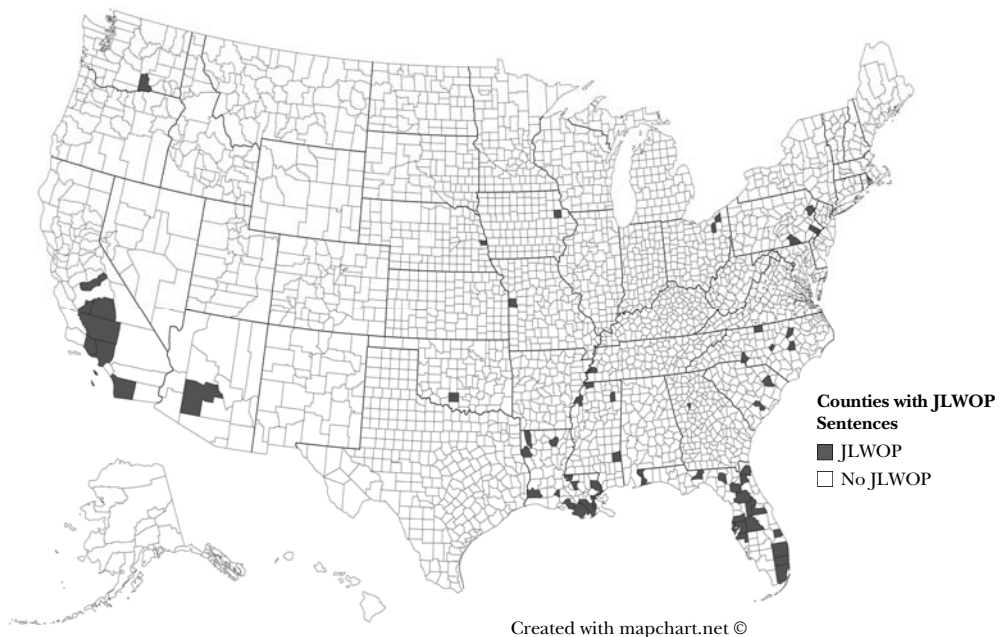 Counties with JLWOP
Sentences
JLWOP
No JLWOP
Created with mapchart.net ©